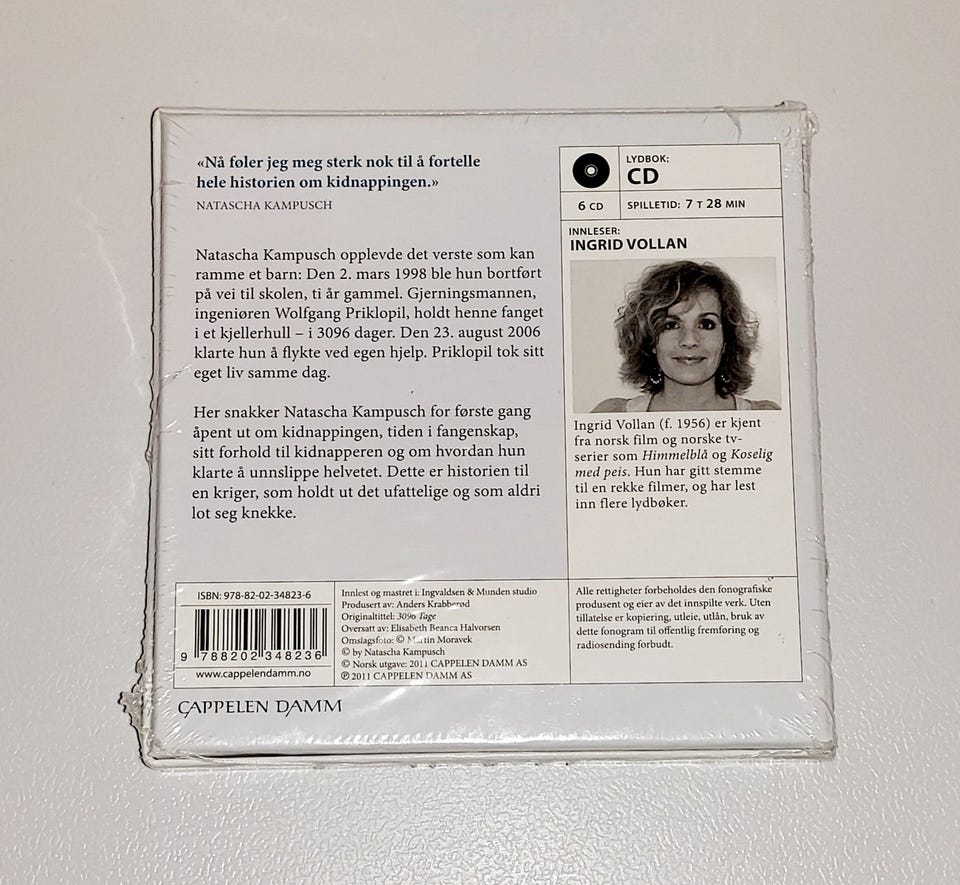 «Nå føler jeg meg sterk nok til å fortelle
hele historien om kidnappingen.»
NATASCHA KAMPUSCH
Natascha Kampusch opplevde det verste som kan
ramme et barn: Den 2. mars 1998 ble hun bortført
på vei til skolen, ti år gammel. Gjerningsmannen,
ingeniøren Wolfgang Priklopil, holdt henne fanget
i et kjellerhull – i 3096 dager. Den 23. august 2006
klarte hun å flykte ved egen hjelp. Priklopil tok sitt
eget liv samme dag.
Her snakker Natascha Kampusch for første gang
åpent ut om kidnappingen, tiden i fangenskap,
sitt forhold til kidnapperen og om hvordan hun
klarte å unnslippe helvetet. Dette er historien til
en kriger, som holdt ut det ufattelige og som aldri
lot seg knekke.
LYDBOK:
CD
6 CD
SPILLETID: 7 T 28 MIN
INNLESER:
INGRID VOLLAN
Ingrid Vollan (f. 1956) er kjent
fra norsk film og norske tv-
serier som Himmelblå og Koselig
med peis. Hun har gitt stemme
til en rekke filmer, og har lest
inn flere lydbøker.
ISBN: 978-82-02-34823-6
9 788202 348236
www.cappelendamm.no
Innlest og mastret i: Ingvaldsen & Munden studio
Produsert av: Anders Krabberød
Originaltittel: 3096 Tage
Oversatt av: Elisabeth Beanca Halvorsen
Omslagsfoto: © Martin Moravek
© by Natascha Kampusch
© Norsk utgave: 2011 CAPPELEN DAMM AS
℗ 2011 CAPPELEN DAMM AS
Alle rettigheter forbeholdes den fonografiske
produsent og eier av det innspilte verk. Uten
tillatelse er kopiering, utleie, utlån, bruk av
dette fonogram til offentlig fremføring og
radiosending forbudt.
CAPPELEN DAMM